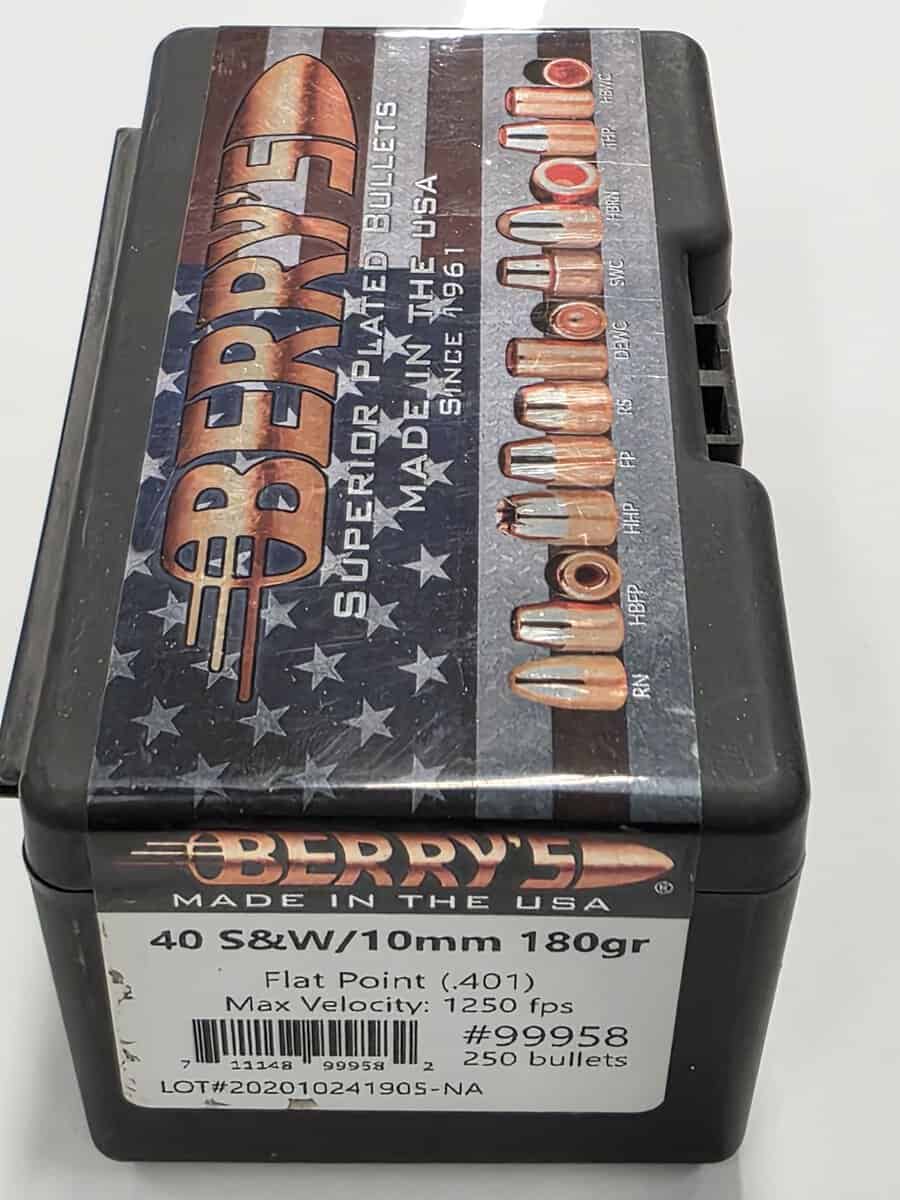 BERRY'S
SUPERIOR PLATED BULLETS
MADE IN THE USA
SINCE 1961
RN
HBFP
HHP
FP
RS
DEWC
SWC
HBRN
THP
HBWC
BERRY'S®
MADE IN THE USA
40 S&W/10mm 180gr
Flat Point (.401)
Max Velocity: 1250 fps
#99958
250 bullets
7 11148 99958 2
LOT#202010241905-NA